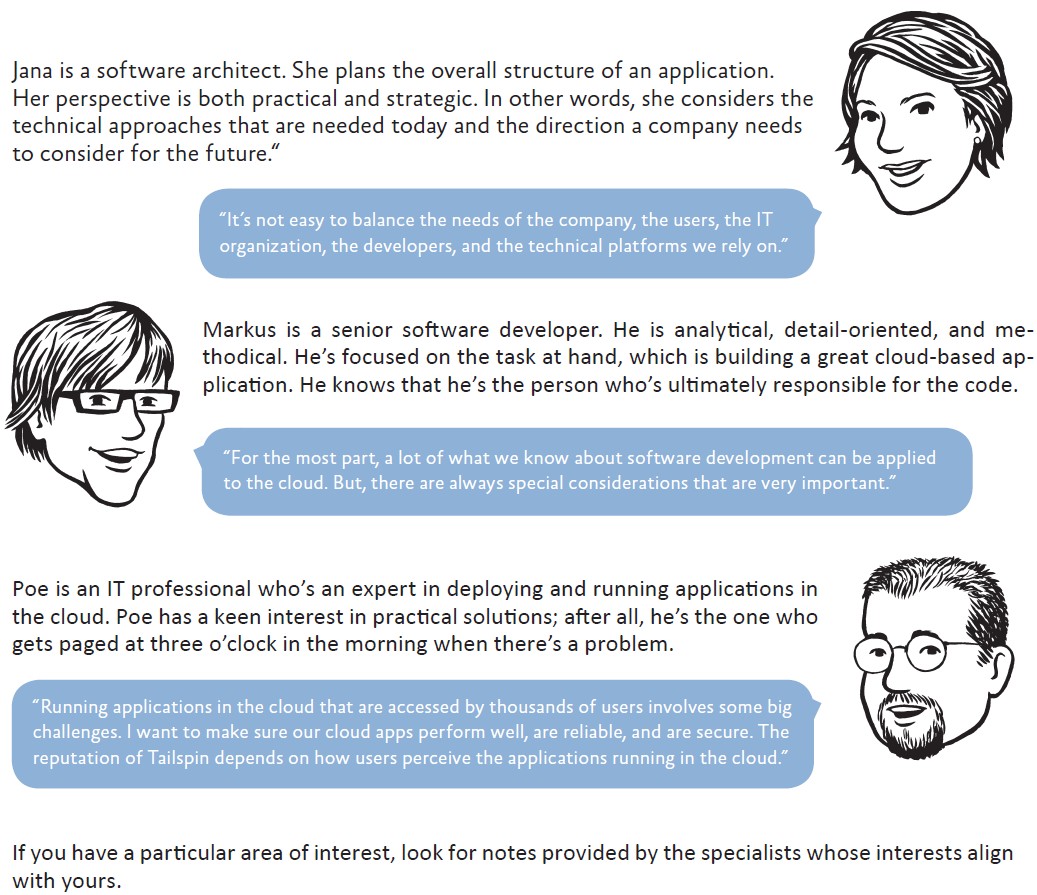 Jana is a software architect. She plans the overall structure of an application.
Her perspective is both practical and strategic. In other words, she considers the
technical approaches that are needed today and the direction a company needs
to consider for the future.“
“It’s not easy to balance the needs of the company, the users, the IT
organization, the developers, and the technical platforms we rely on.”
Markus is a senior software developer. He is analytical, detail-oriented, and me-
thodical. He’s focused on the task at hand, which is building a great cloud-based ap-
plication. He knows that he’s the person who’s ultimately responsible for the code.
“For the most part, a lot of what we know about software development can be applied
to the cloud. But, there are always special considerations that are very important.”
Poe is an IT professional who’s an expert in deploying and running applications in
the cloud. Poe has a keen interest in practical solutions; after all, he’s the one who
gets paged at three o’clock in the morning when there’s a problem.
“Running applications in the cloud that are accessed by thousands of users involves some big
challenges. I want to make sure our cloud apps perform well, are reliable, and are secure. The
reputation of Tailspin depends on how users perceive the applications running in the cloud.”
If you have a particular area of interest, look for notes provided by the specialists whose interests align
with yours.